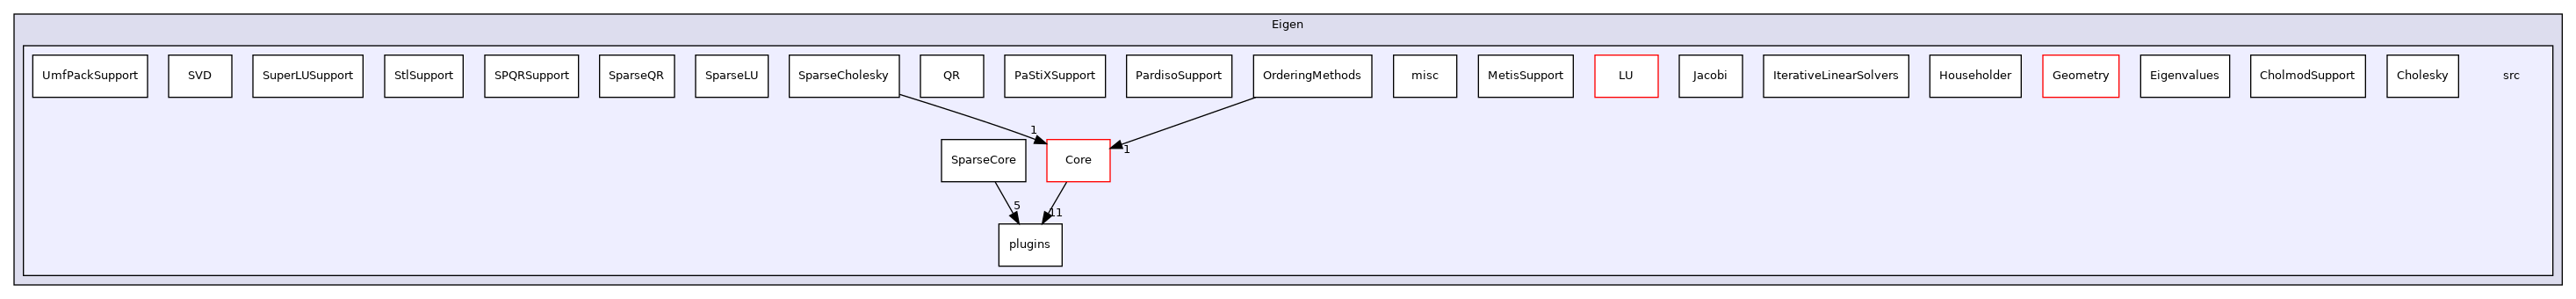 Eigen
UmfPackSupport SVD SuperLUSupport StlSupport SPQRSupport SparseQR SparseLU SparseCholesky QR PaStiXSupport PardisoSupport OrderingMethods misc MetisSupport LU Jacobi IterativeLinearSolvers Householder Geometry Eigenvalues CholmodSupport Cholesky src
1
1
SparseCore Core
5 11
plugins